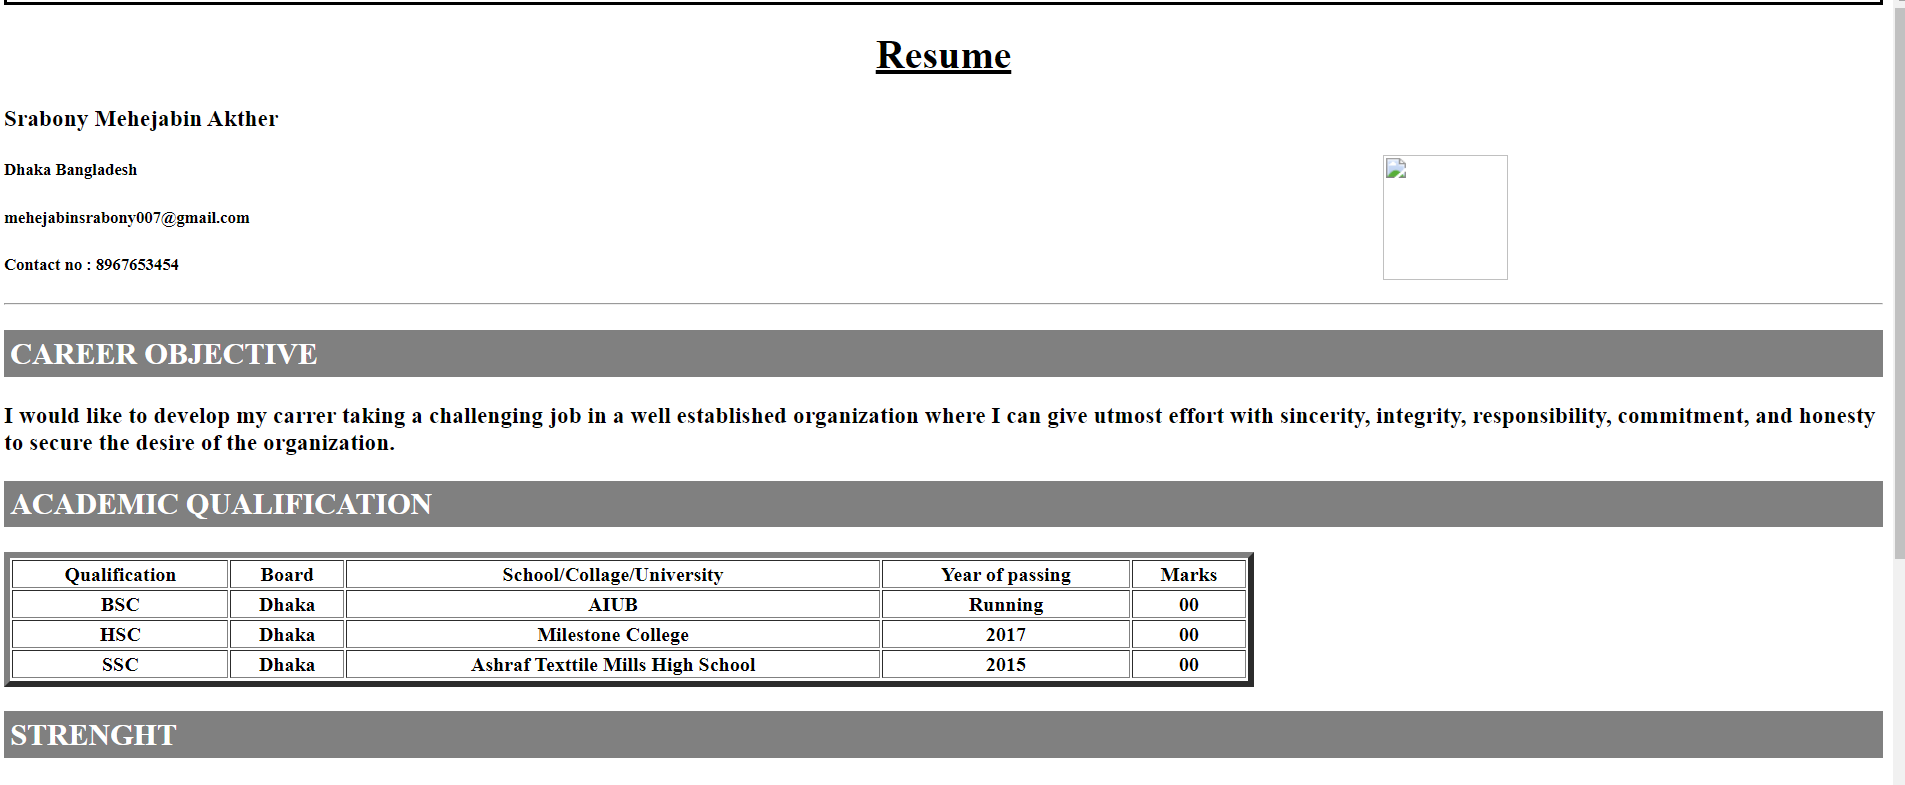 Resume
Srabony Mehejabin Akther
Dhaka Bangladesh
mehejabinsrabony007@gmail.com
Contact no : 8967653454
CAREER OBJECTIVE
I would like to develop my carrer taking a challenging job in a well established organization where I can give utmost effort with sincerity, integrity, responsibility, commitment, and honesty
to secure the desire of the organization.
ACADEMIC QUALIFICATION
Qualification Board School/Collage/University Year of passing Marks
BSC Dhaka AIUB Running 00
HSC Dhaka Milestone College 2017 00
SSC Dhaka Ashraf Texttile Mills High School 2015 00
STRENGHT